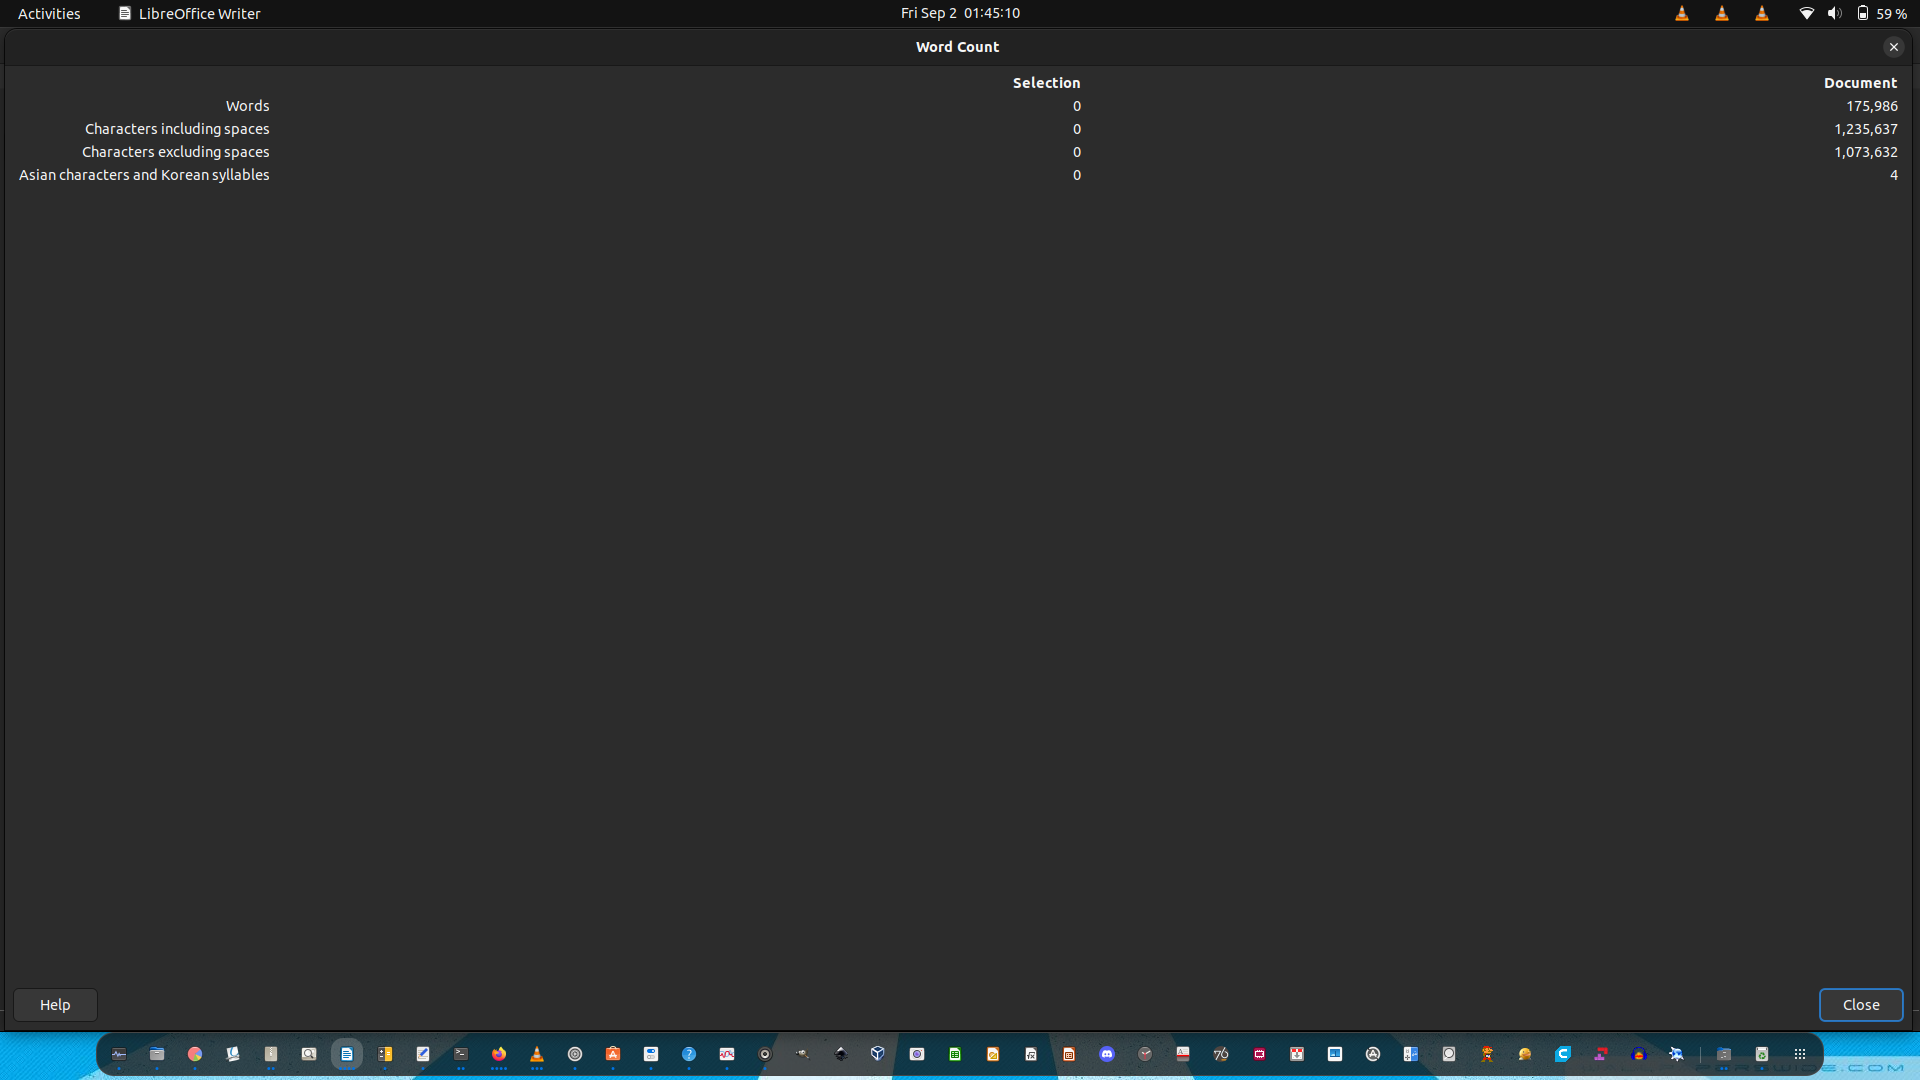 Activities LibreOffice Writer Fri Sep 2 01:45:10 59 %
Word Count
Selection Document
Words 0 175,986
Characters including spaces 0 1,235,637
Characters excluding spaces 0 1,073,632
Asian characters and Korean syllables 0 4
Help Close